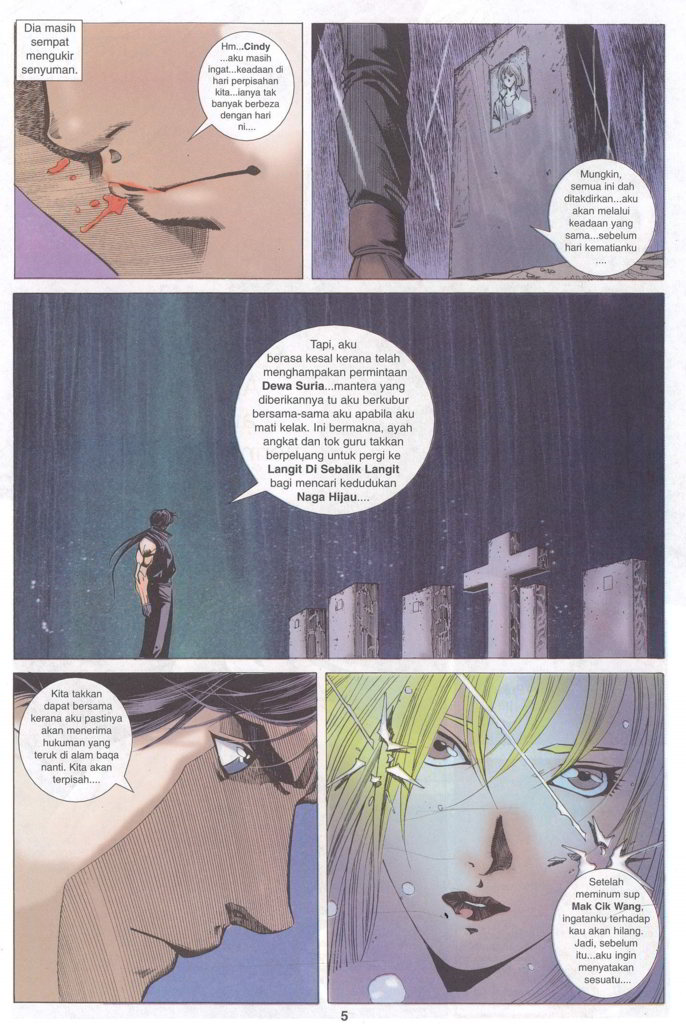 Dia masih
sempat
mengukir
senyuman.
Hm...Cindy
...aku masih
ingat...keadaan di
hari perpisahan
kita...ianya tak
banyak berbeza
dengan hari
ni....
Mungkin,
semua ini dah
ditakdirkan...aku
akan melalui
keadaan yang
sama...sebelum
hari kematianku
....
Tapi, aku
berasa kesal kerana telah
menghampakan permintaan
Dewa Suria...mantera yang
diberikannya tu aku berkubur
bersama-sama aku apabila aku
mati kelak. Ini bermakna, ayah
angkat dan tok guru takkan
berpeluang untuk pergi ke
Langit Di Sebalik Langit
bagi mencari kedudukan
Naga Hijau....
Kita takkan
dapat bersama
kerana aku pastinya
akan menerima
hukuman yang
teruk di alam baqa
nanti. Kita akan
terpisah....
Setelah
meminum sup
Mak Cik Wang,
ingatanku terhadap
kau akan hilang.
Jadi, sebelum
itu...aku ingin
menyatakan
sesuatu....
5